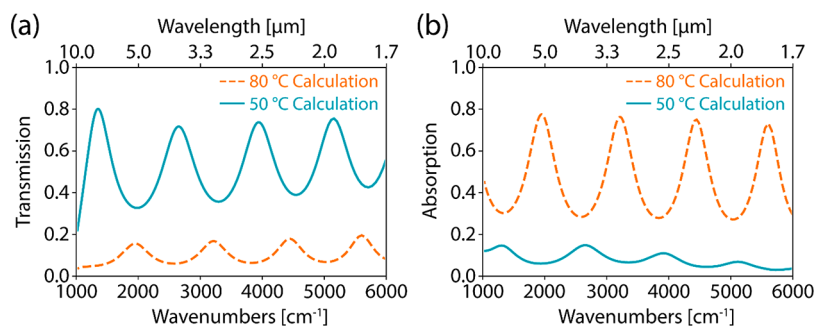 (a)
Wavelength [µm]
10.0 5.0 3.3 2.5 2.0 1.7
1.0
0.8
0.6
0.4
0.2
0.0
Transmission
80 °C Calculation
50 °C Calculation
1000 2000 3000 4000 5000 6000
Wavenumbers [cm⁻¹]
(b)
Wavelength [µm]
10.0 5.0 3.3 2.5 2.0 1.7
1.0
0.8
0.6
0.4
0.2
0.0
Absorption
80 °C Calculation
50 °C Calculation
1000 2000 3000 4000 5000 6000
Wavenumbers [cm⁻¹]